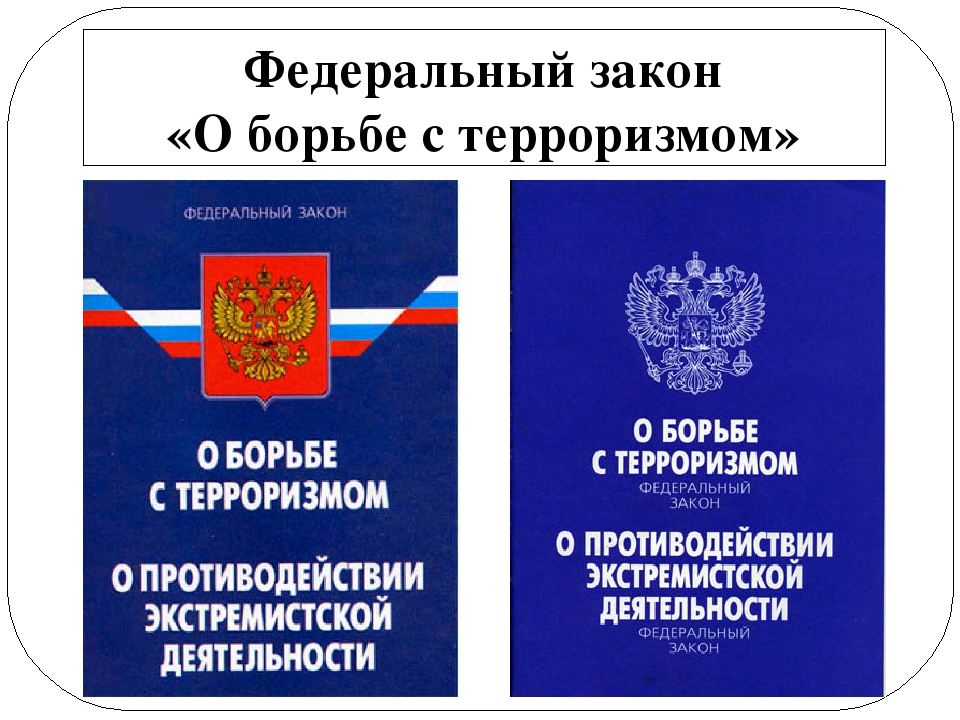 Федеральный закон
«О борьбе с терроризмом»
ФЕДЕРАЛЬНЫЙ ЗАКОН
О БОРЬБЕ
С ТЕРРОРИЗМОМ
О ПРОТИВОДЕЙСТВИИ
ЭКСТРЕМИСТСКОЙ
ДЕЯТЕЛЬНОСТИ
О БОРЬБЕ
С ТЕРРОРИЗМОМ
ФЕДЕРАЛЬНЫЙ
ЗАКОН
О ПРОТИВОДЕЙСТВИИ
ЭКСТРЕМИСТСКОЙ
ДЕЯТЕЛЬНОСТИ
ФЕДЕРАЛЬНЫЙ
ЗАКОН